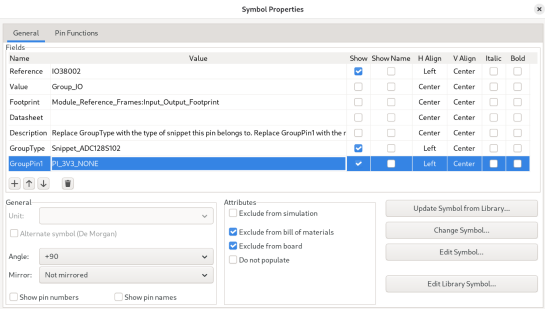 Symbol Properties
General Pin Functions
Fields
Name Value Show Show Name H Align V Align Italic Bold
Reference IO38002 Left Center
Value Group_IO Center Center
Footprint Module_Reference_Frames:Input_Output_Footprint Center Center
Datasheet Center Center
Description Replace GroupType with the type of snippet this pin belongs to. Replace GroupPin1 with the r Center Center
GroupType Snippet_ADC128S102 Left Center
GroupPin1 PI_3V3_NONE Left Center
General
Unit:
Alternate symbol (De Morgan)
Angle: +90
Mirror: Not mirrored
Show pin numbers Show pin names
Attributes
Exclude from simulation
Exclude from bill of materials
Exclude from board
Do not populate
Update Symbol from Library...
Change Symbol...
Edit Symbol...
Edit Library Symbol...